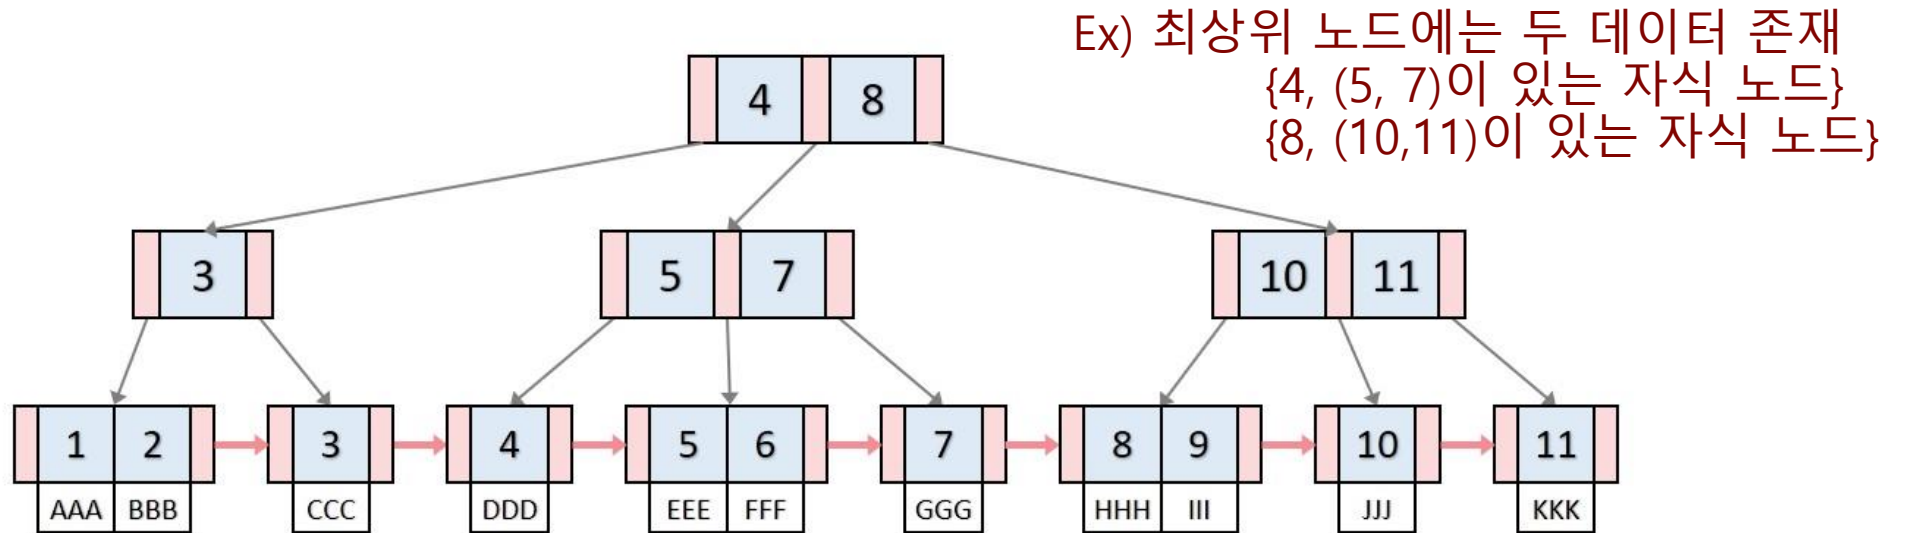 Ex) 최상위 노드에는 두 데이터 존재
{4, (5, 7)이 있는 자식 노드}
{8, (10,11)이 있는 자식 노드}
4 8
3 5 7 10 11
1 2 3 4 5 6 7 8 9 10 11
AAA BBB CCC DDD EEE FFF GGG HHH III JJJ KKK